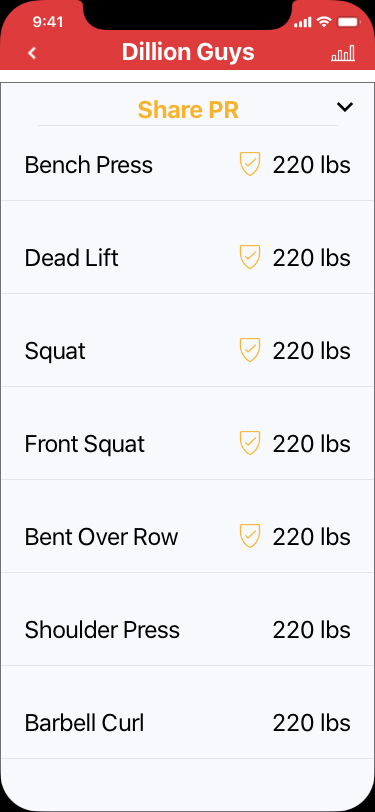 9:41
Dillion Guys
Share PR
Bench Press 220 lbs
Dead Lift 220 lbs
Squat 220 lbs
Front Squat 220 lbs
Bent Over Row 220 lbs
Shoulder Press 220 lbs
Barbell Curl 220 lbs